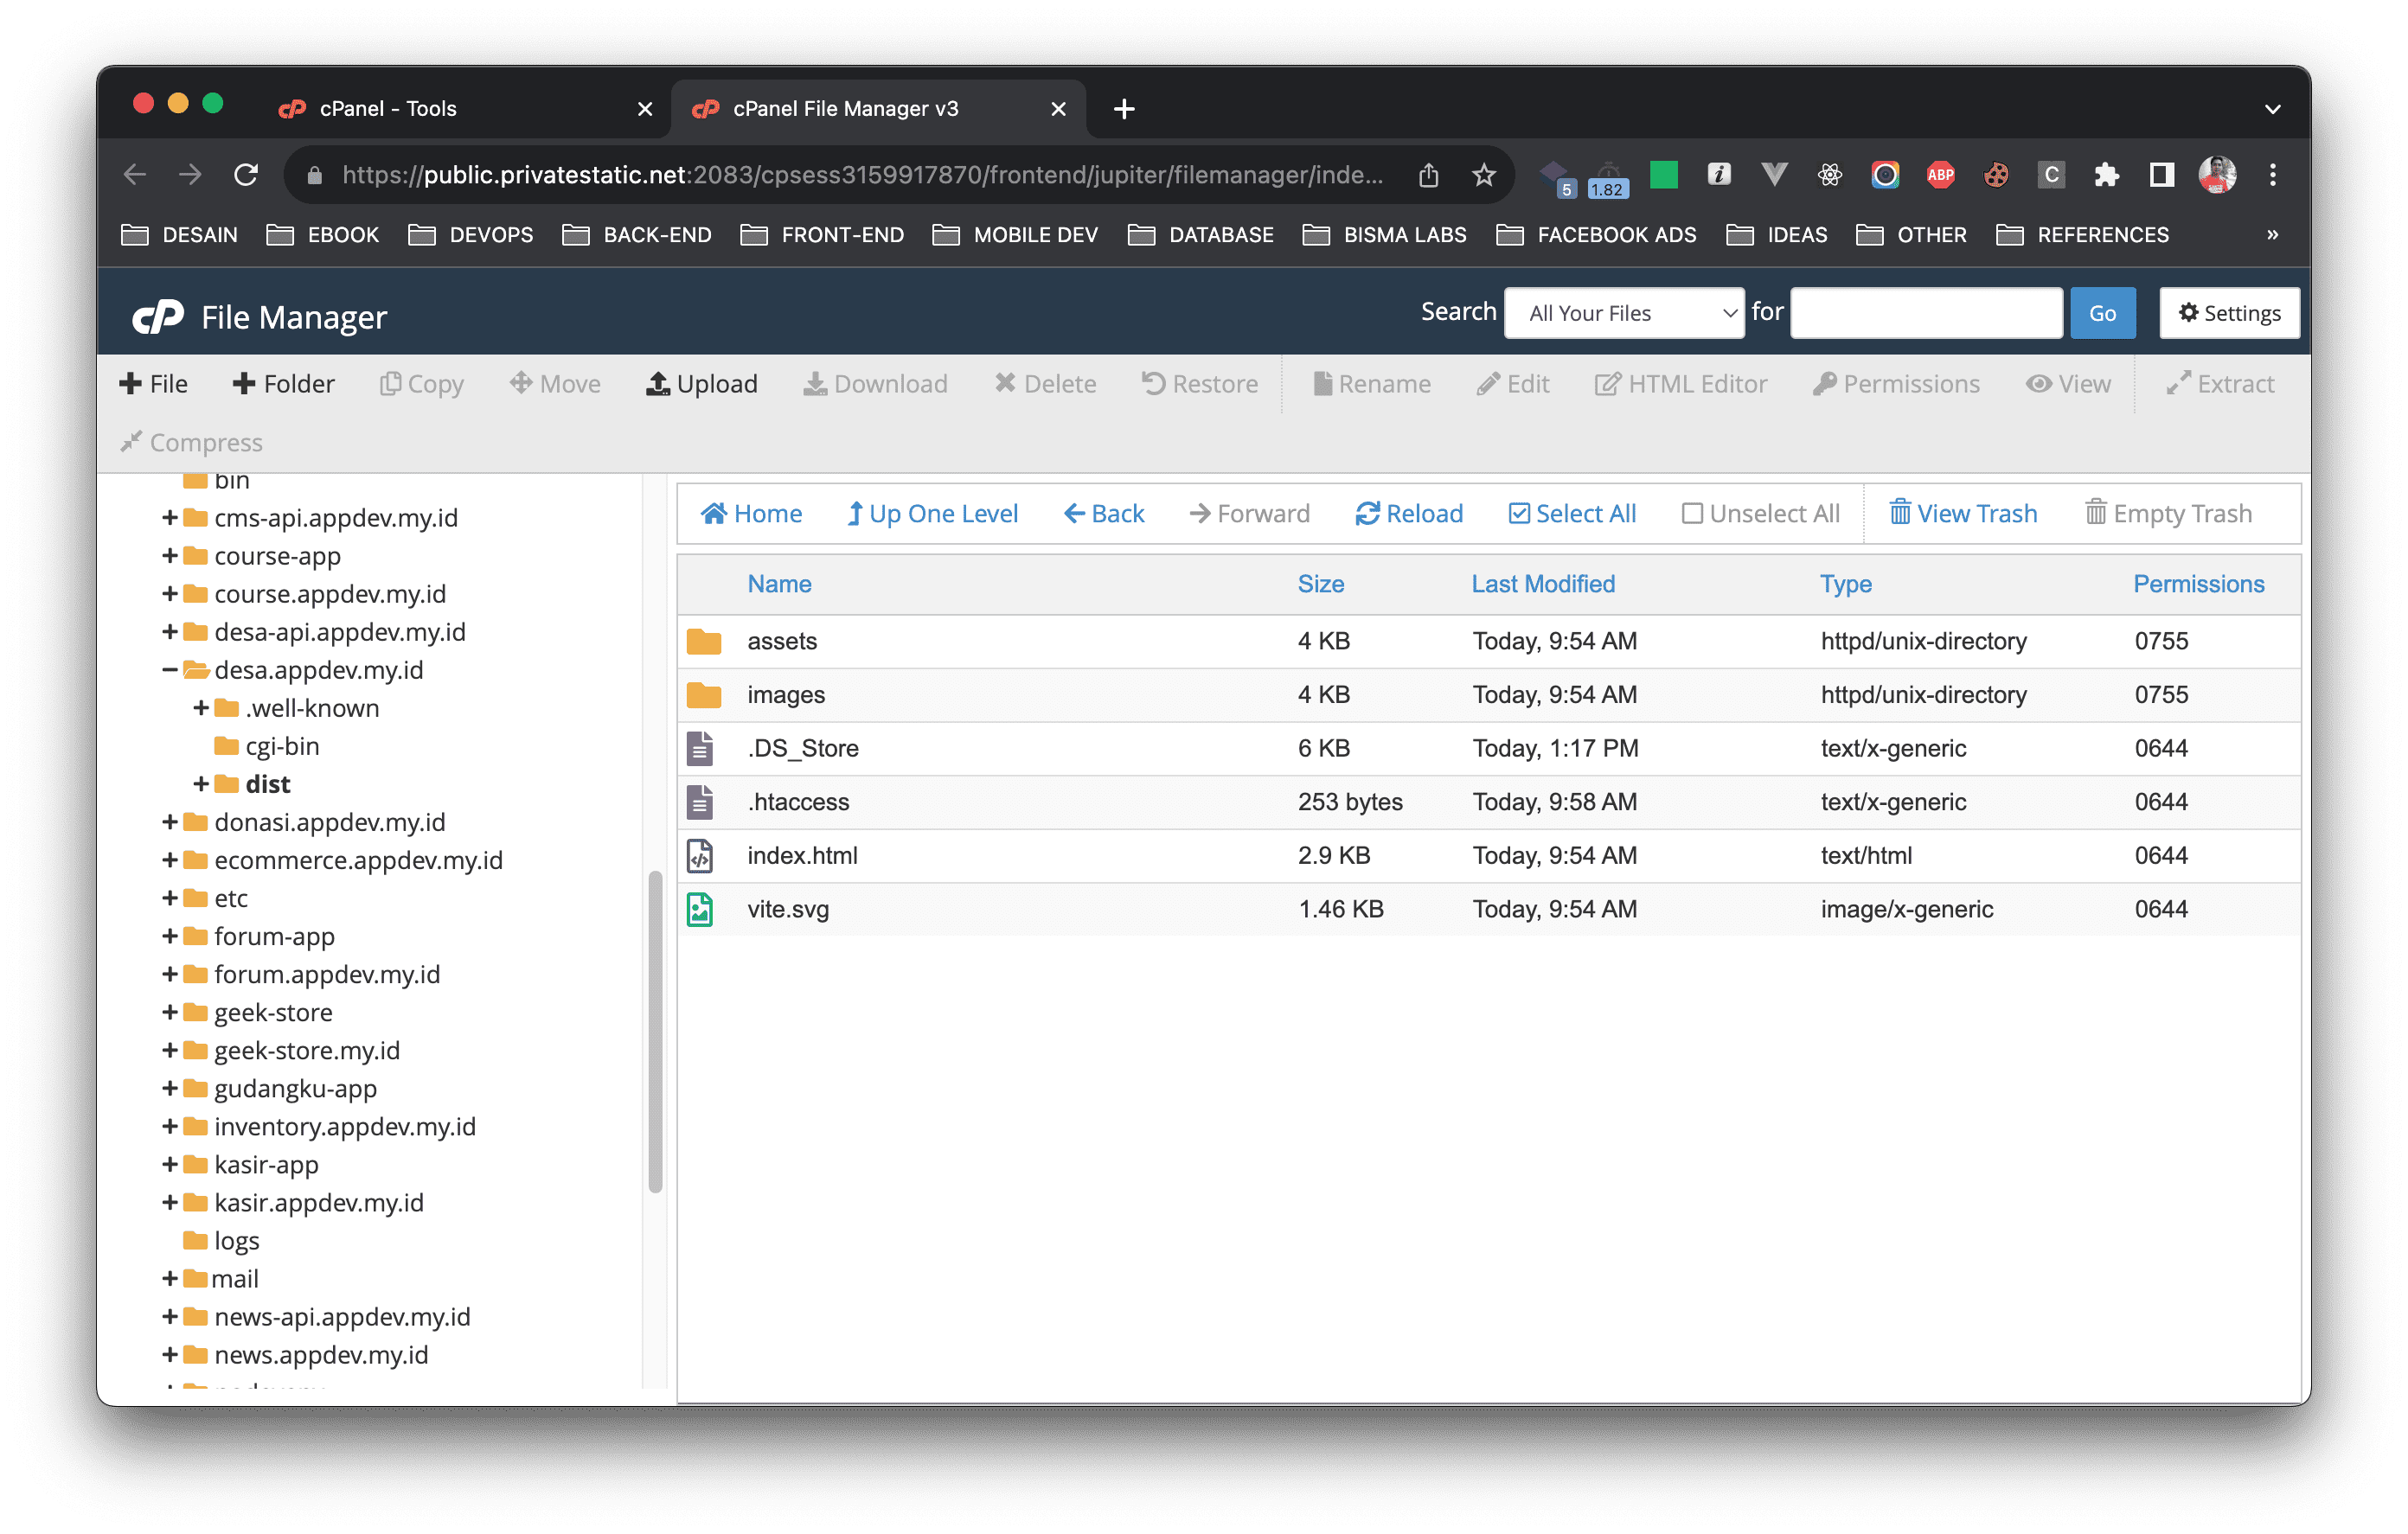 cPanel - Tools
cPanel File Manager v3
https://public.privatestatic.net:2083/cpsess3159917870/frontend/jupiter/filemanager/inde...
5
1.82
ABP
C
DESAIN
EBOOK
DEVOPS
BACK-END
FRONT-END
MOBILE DEV
DATABASE
BISMA LABS
FACEBOOK ADS
IDEAS
OTHER
REFERENCES
»
cP File Manager
Search All Your Files for Go Settings
File Folder Copy Move Upload Download Delete Restore Rename Edit HTML Editor Permissions View Extract
Compress
bin
cms-api.appdev.my.id
course-app
course.appdev.my.id
desa-api.appdev.my.id
desa.appdev.my.id
.well-known
cgi-bin
dist
donasi.appdev.my.id
ecommerce.appdev.my.id
etc
forum-app
forum.appdev.my.id
geek-store
geek-store.my.id
gudangku-app
inventory.appdev.my.id
kasir-app
kasir.appdev.my.id
logs
mail
news-api.appdev.my.id
news.appdev.my.id
Home Up One Level Back Forward Reload Select All Unselect All View Trash Empty Trash
Name Size Last Modified Type Permissions
assets 4 KB Today, 9:54 AM httpd/unix-directory 0755
images 4 KB Today, 9:54 AM httpd/unix-directory 0755
.DS_Store 6 KB Today, 1:17 PM text/x-generic 0644
.htaccess 253 bytes Today, 9:58 AM text/x-generic 0644
index.html 2.9 KB Today, 9:54 AM text/html 0644
vite.svg 1.46 KB Today, 9:54 AM image/x-generic 0644